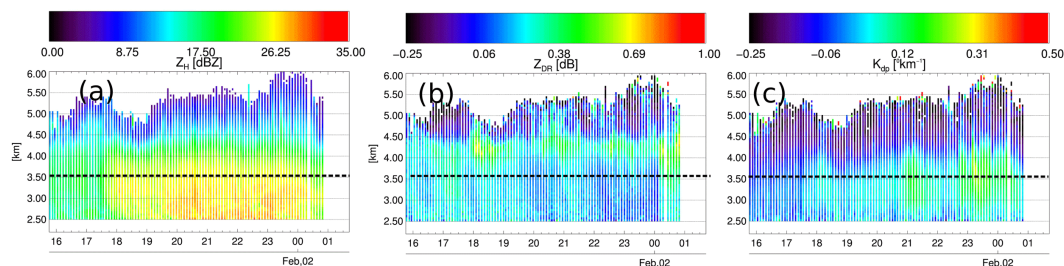 0.00 8.75 17.50 26.25 35.00
Z_H [dBZ]
(a)
6.00
5.50
5.00
4.50
4.00
3.50
3.00
2.50
[km]
16 17 18 19 20 21 22 23 00 01
Feb,02
−0.25 0.06 0.38 0.69 1.00
Z_DR [dB]
(b)
6.00
5.50
5.00
4.50
4.00
3.50
3.00
2.50
16 17 18 19 20 21 22 23 00 01
Feb,02
−0.25 −0.06 0.12 0.31 0.50
K_dp [°km⁻¹]
(c)
6.00
5.50
5.00
4.50
4.00
3.50
3.00
2.50
16 17 18 19 20 21 22 23 00 01
Feb,02